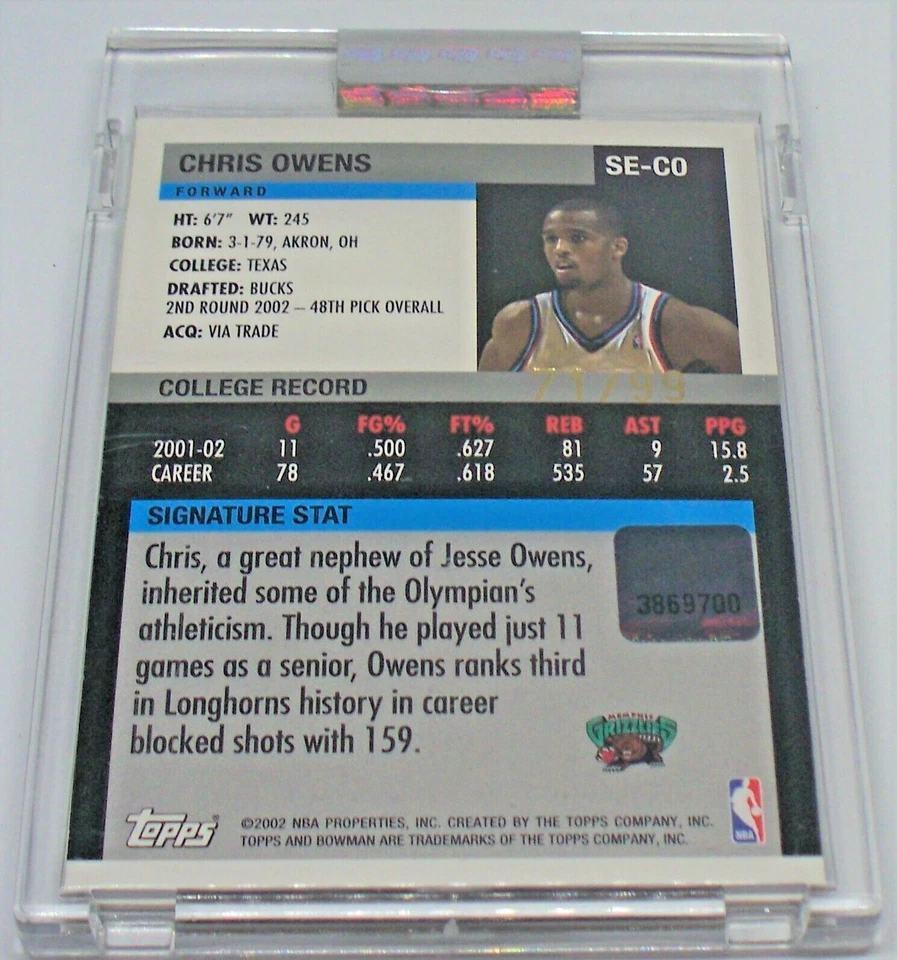 CHRIS OWENS
SE-CO
FORWARD
HT: 6'7" WT: 245
BORN: 3-1-79, AKRON, OH
COLLEGE: TEXAS
DRAFTED: BUCKS
2ND ROUND 2002 – 48TH PICK OVERALL
ACQ: VIA TRADE
71/99
COLLEGE RECORD
G FG% FT% REB AST PPG
2001-02 11 .500 .627 81 9 15.8
CAREER 78 .467 .618 535 57 2.5
SIGNATURE STAT
Chris, a great nephew of Jesse Owens,
inherited some of the Olympian's
athleticism. Though he played just 11
games as a senior, Owens ranks third
in Longhorns history in career
blocked shots with 159.
3869700
MEMPHIS
GRIZZLIES
Topps®
©2002 NBA PROPERTIES, INC. CREATED BY THE TOPPS COMPANY, INC.
TOPPS AND BOWMAN ARE TRADEMARKS OF THE TOPPS COMPANY, INC.
NBA